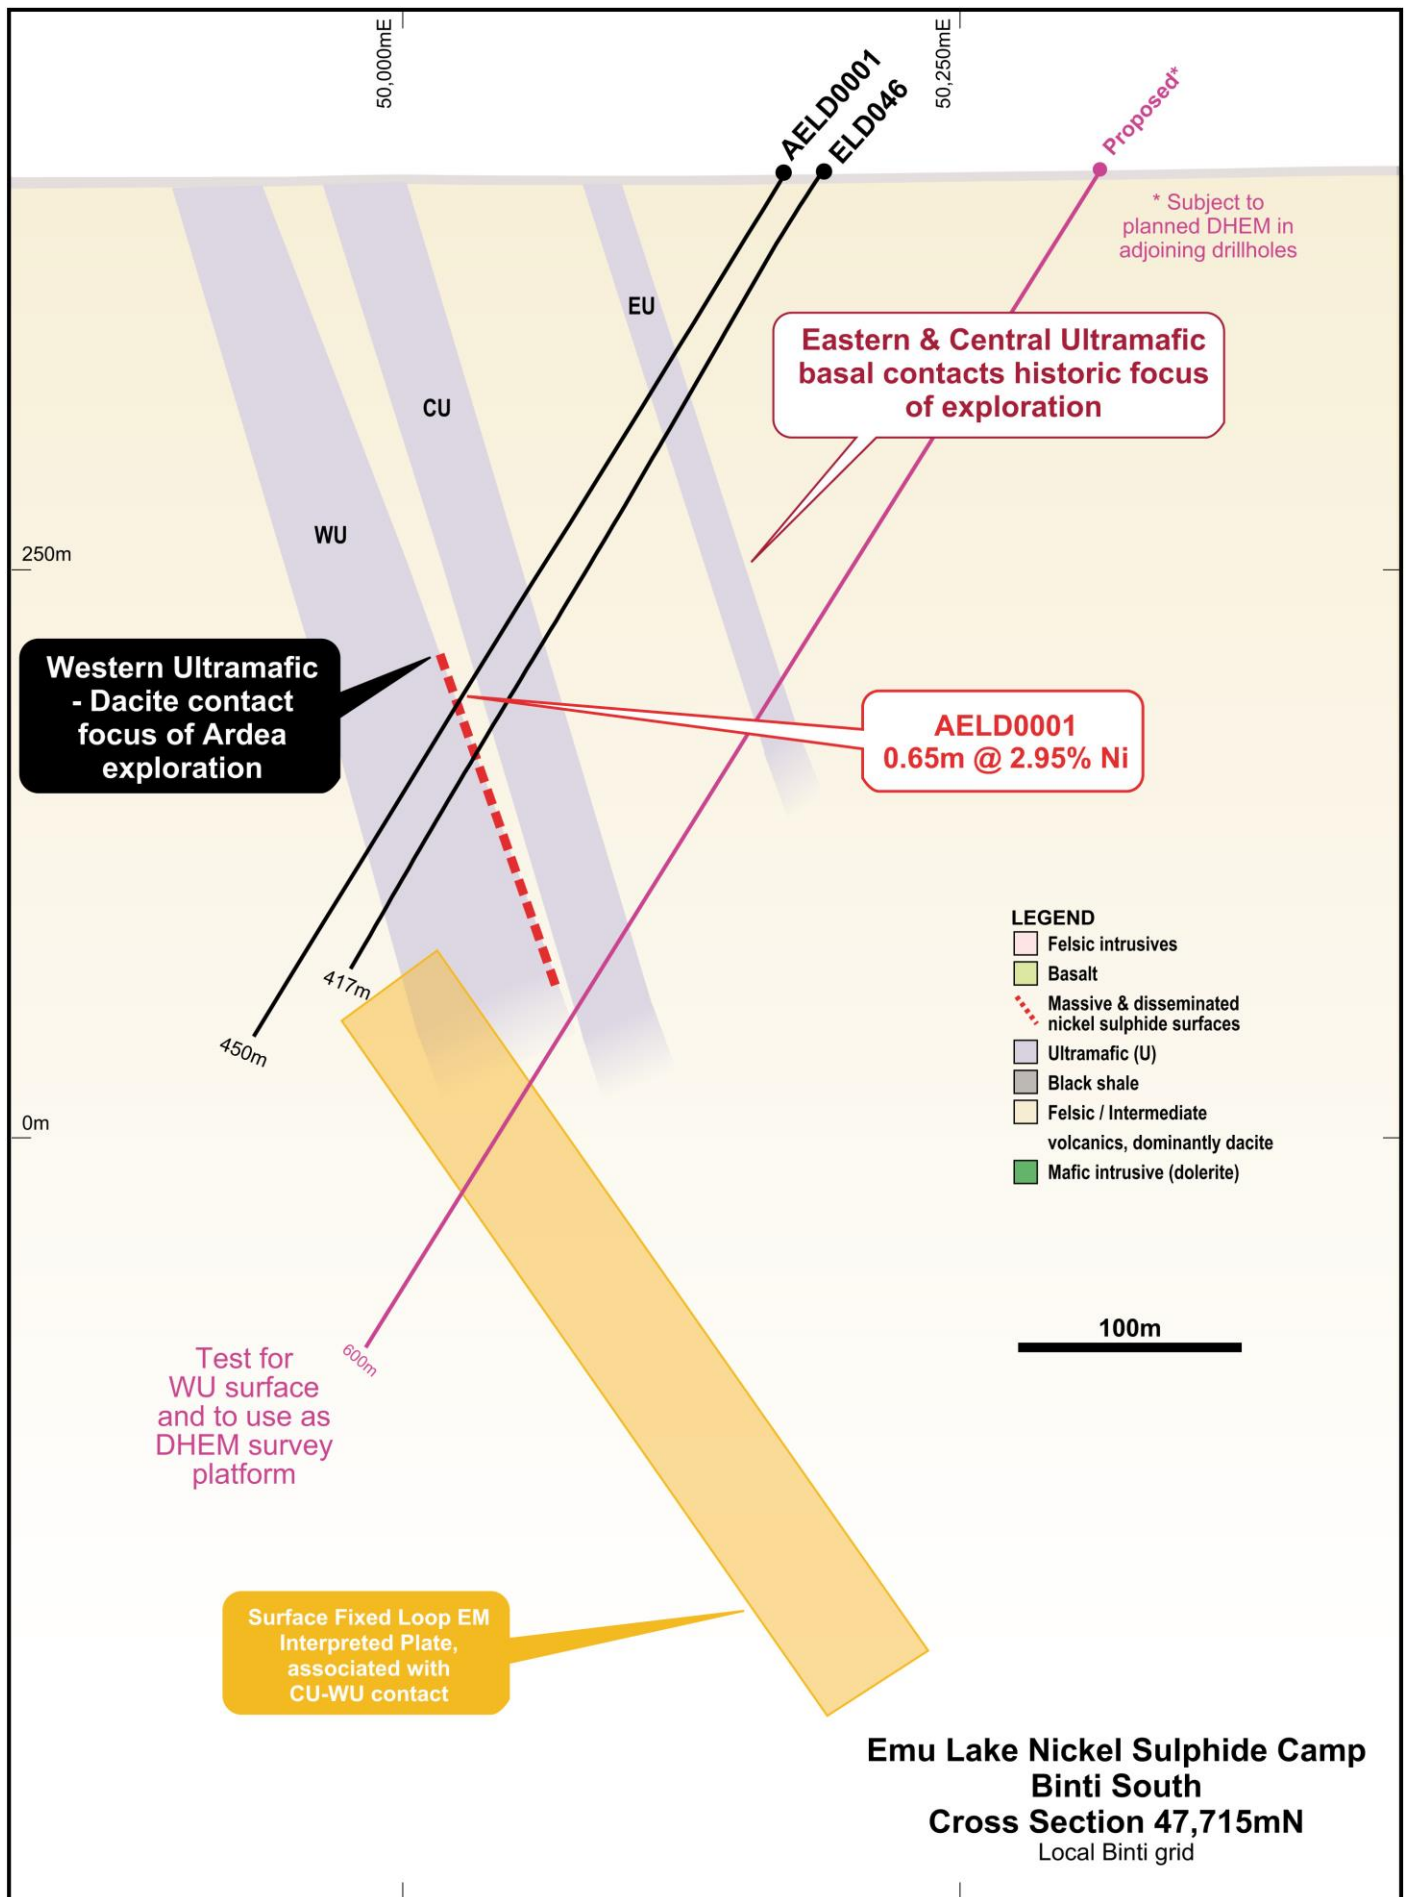 50,000mE
50,250mE
AELD0001
ELD046
Proposed*
* Subject to
planned DHEM in
adjoining drillholes
EU
Eastern & Central Ultramafic
basal contacts historic focus
of exploration
CU
WU
250m
Western Ultramafic
- Dacite contact
focus of Ardea
exploration
AELD0001
0.65m @ 2.95% Ni
LEGEND
Felsic intrusives
Basalt
Massive & disseminated
nickel sulphide surfaces
Ultramafic (U)
Black shale
Felsic / Intermediate
volcanics, dominantly dacite
Mafic intrusive (dolerite)
417m
450m
0m
100m
600m
Test for
WU surface
and to use as
DHEM survey
platform
Surface Fixed Loop EM
Interpreted Plate,
associated with
CU-WU contact
Emu Lake Nickel Sulphide Camp
Binti South
Cross Section 47,715mN
Local Binti grid